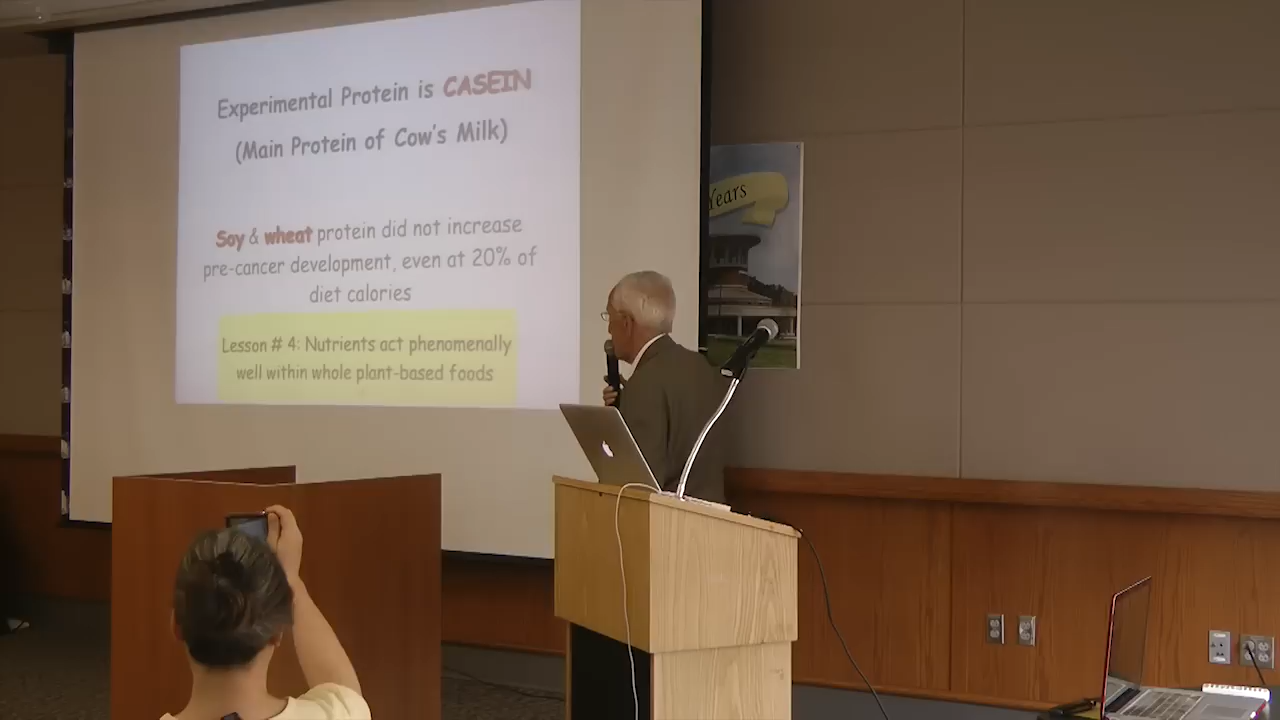 Experimental Protein is CASEIN
(Main Protein of Cow's Milk)
Soy & wheat protein did not increase
pre-cancer development, even at 20% of
diet calories
Lesson # 4: Nutrients act phenomenally
well within whole plant-based foods
Years